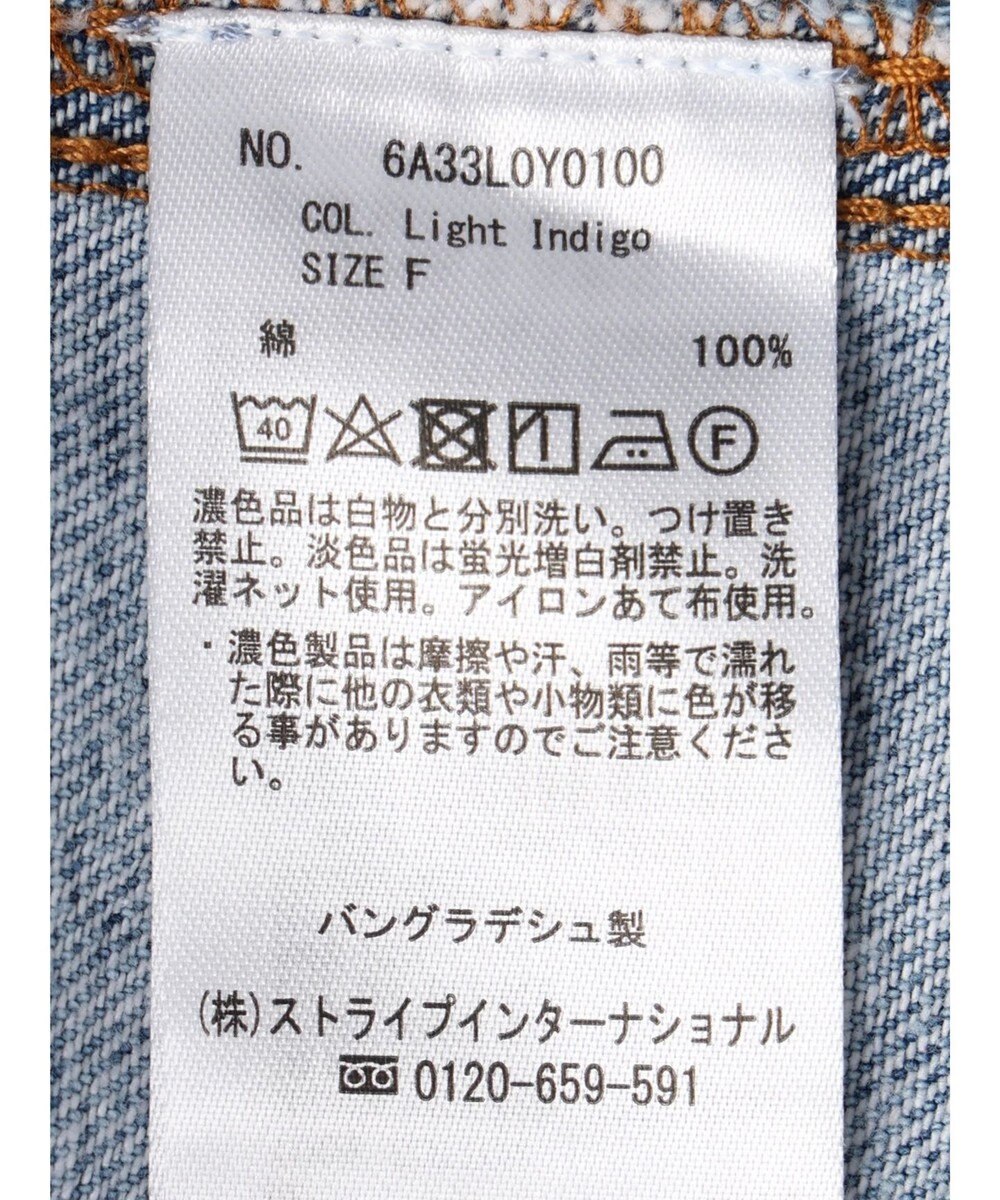 NO. 6A33L0Y0100
COL. Light Indigo
SIZE F
綿 100%
40 F
濃色品は白物と分別洗い。つけ置き
禁止。淡色品は蛍光増白剤禁止。洗
濯ネット使用。アイロンあて布使用。
・濃色製品は摩擦や汗、雨等で濡れ
た際に他の衣類や小物類に色が移
る事がありますのでご注意くださ
い。
バングラデシュ製
(株)ストライプインターナショナル
0120-659-591